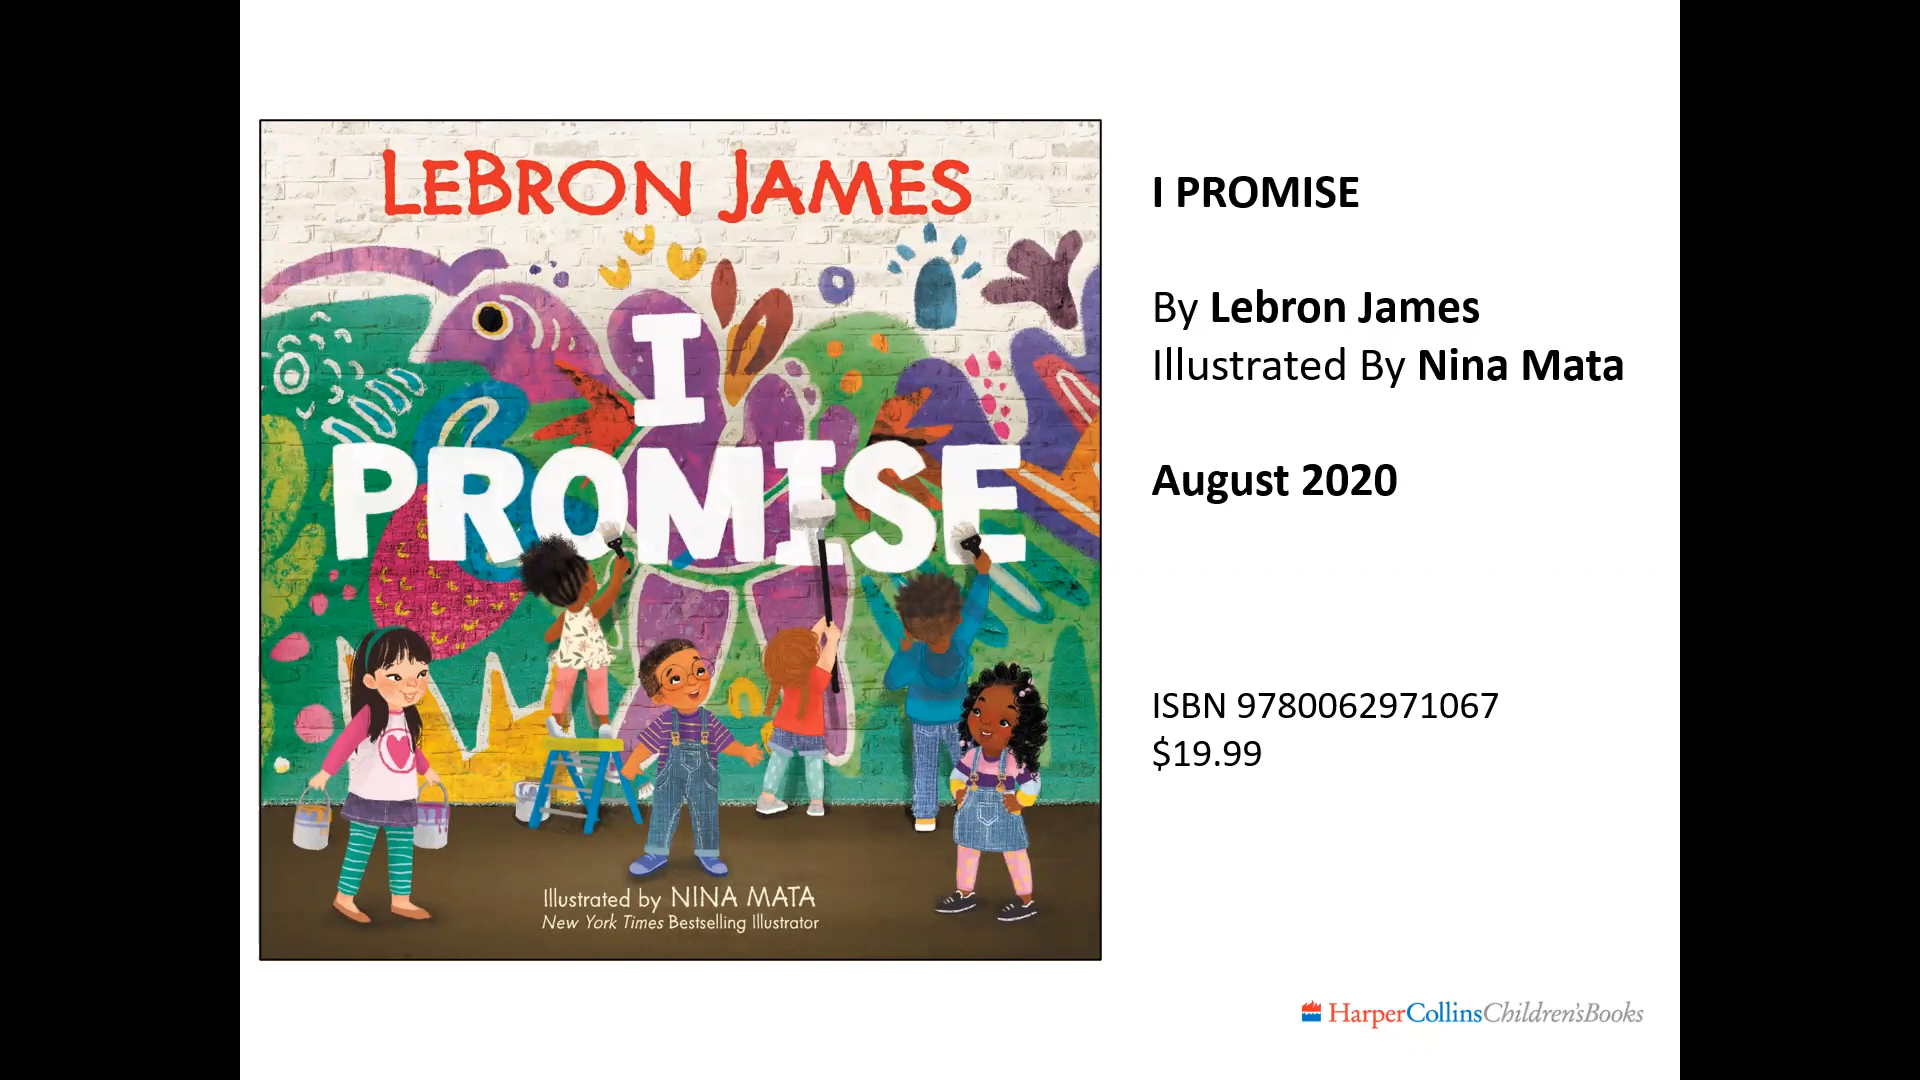 LEBRON JAMES
I
PROMISE
Illustrated by NINA MATA
New York Times Bestselling Illustrator
I PROMISE
By Lebron James
Illustrated By Nina Mata
August 2020
ISBN 9780062971067
$19.99
HarperCollinsChildren'sBooks